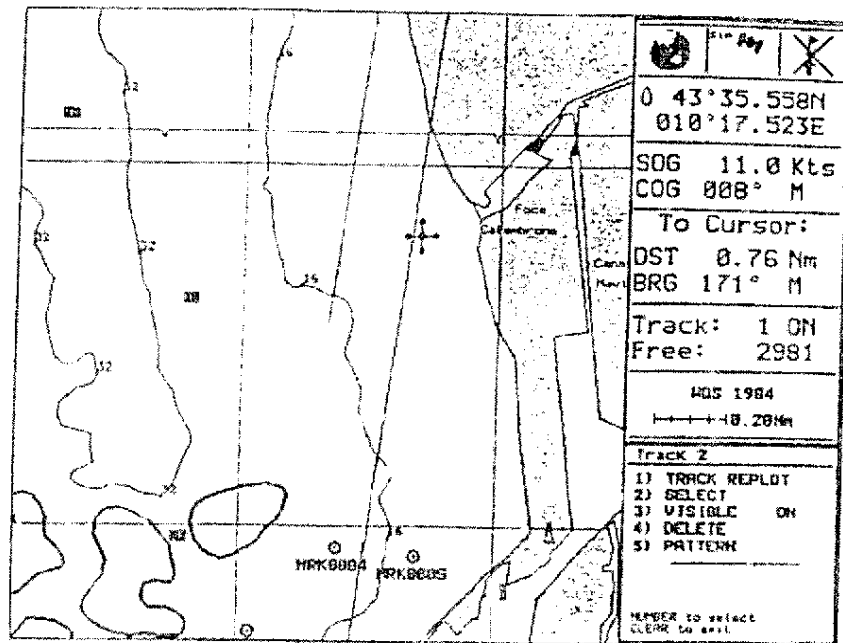 43°35.558N
010°17.523E
SOG 11.0 Kts
COG 008° M
To Cursor:
DST 0.76 Nm
BRG 171° M
Track: 1 ON
Free: 2981
WGS 1984
0.20Nm
Track 2
1) TRACK REPLOT
2) SELECT
3) VISIBLE ON
4) DELETE
5) PATTERN
NUMBER to select
CLEAR to exit
Foce
Calambrone
MRK0004
MRK0005